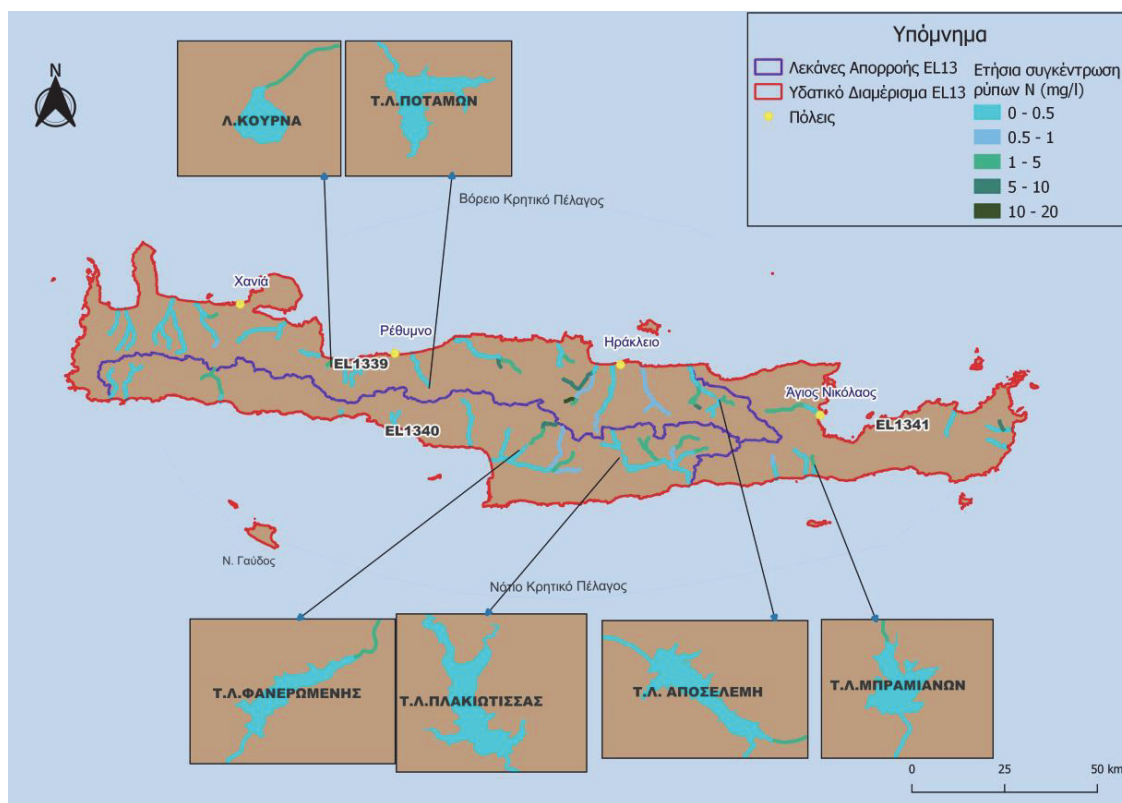 Λ.ΚΟΥΡΝΑ
Τ.Λ.ΠΟΤΑΜΩΝ
Υπόμνημα
Λεκάνες Απορροής EL13
Υδατικό Διαμέρισμα EL13
Πόλεις
Ετήσια συγκέντρωση
ρύπων N (mg/l)
0 - 0.5
0.5 - 1
1 - 5
5 - 10
10 - 20
N
Βόρειο Κρητικό Πέλαγος
Χανιά
Ρέθυμνο
Ηράκλειο
EL1339
Άγιος Νικόλαος
EL1340
EL1341
Ν. Γαύδος
Νότιο Κρητικό Πέλαγος
Τ.Λ.ΦΑΝΕΡΩΜΕΝΗΣ
Τ.Λ.ΠΛΑΚΙΩΤΙΣΣΑΣ
Τ.Λ. ΑΠΟΣΕΛΕΜΗ
Τ.Λ.ΜΠΡΑΜΙΑΝΩΝ
0 25 50 km